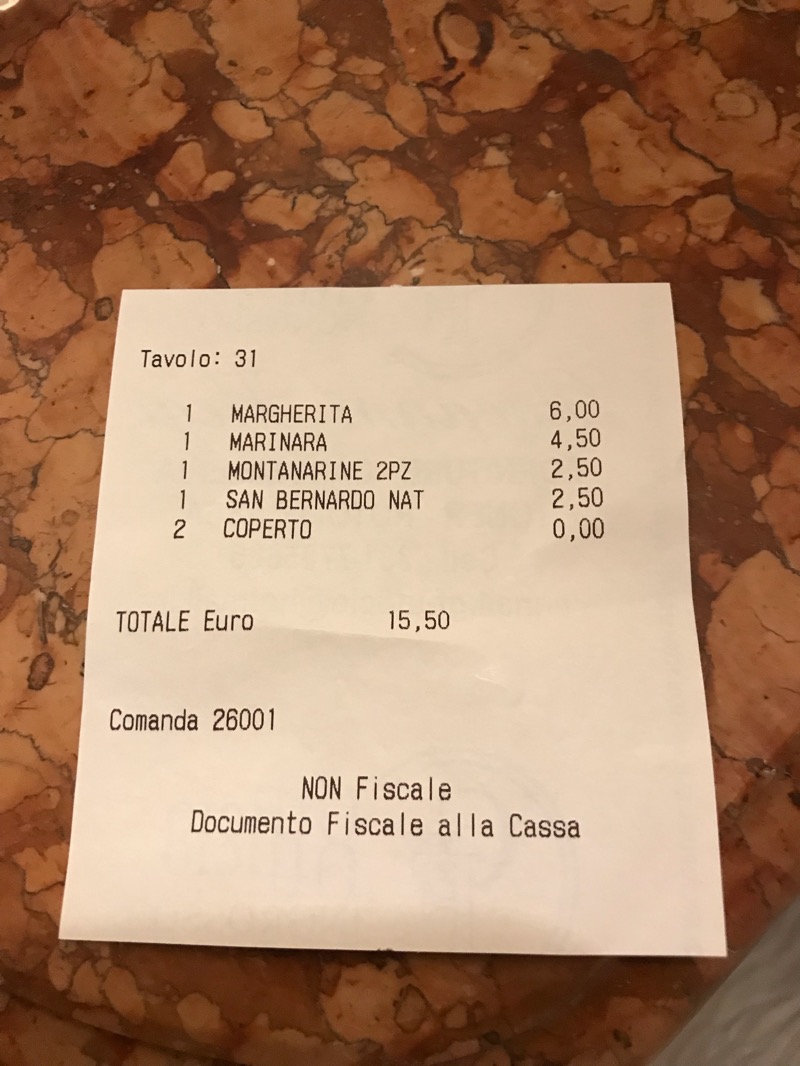 Tavolo: 31
1 MARGHERITA 6,00
1 MARINARA 4,50
1 MONTANARINE 2PZ 2,50
1 SAN BERNARDO NAT 2,50
2 COPERTO 0,00
TOTALE Euro 15,50
Comanda 26001
NON Fiscale
Documento Fiscale alla Cassa